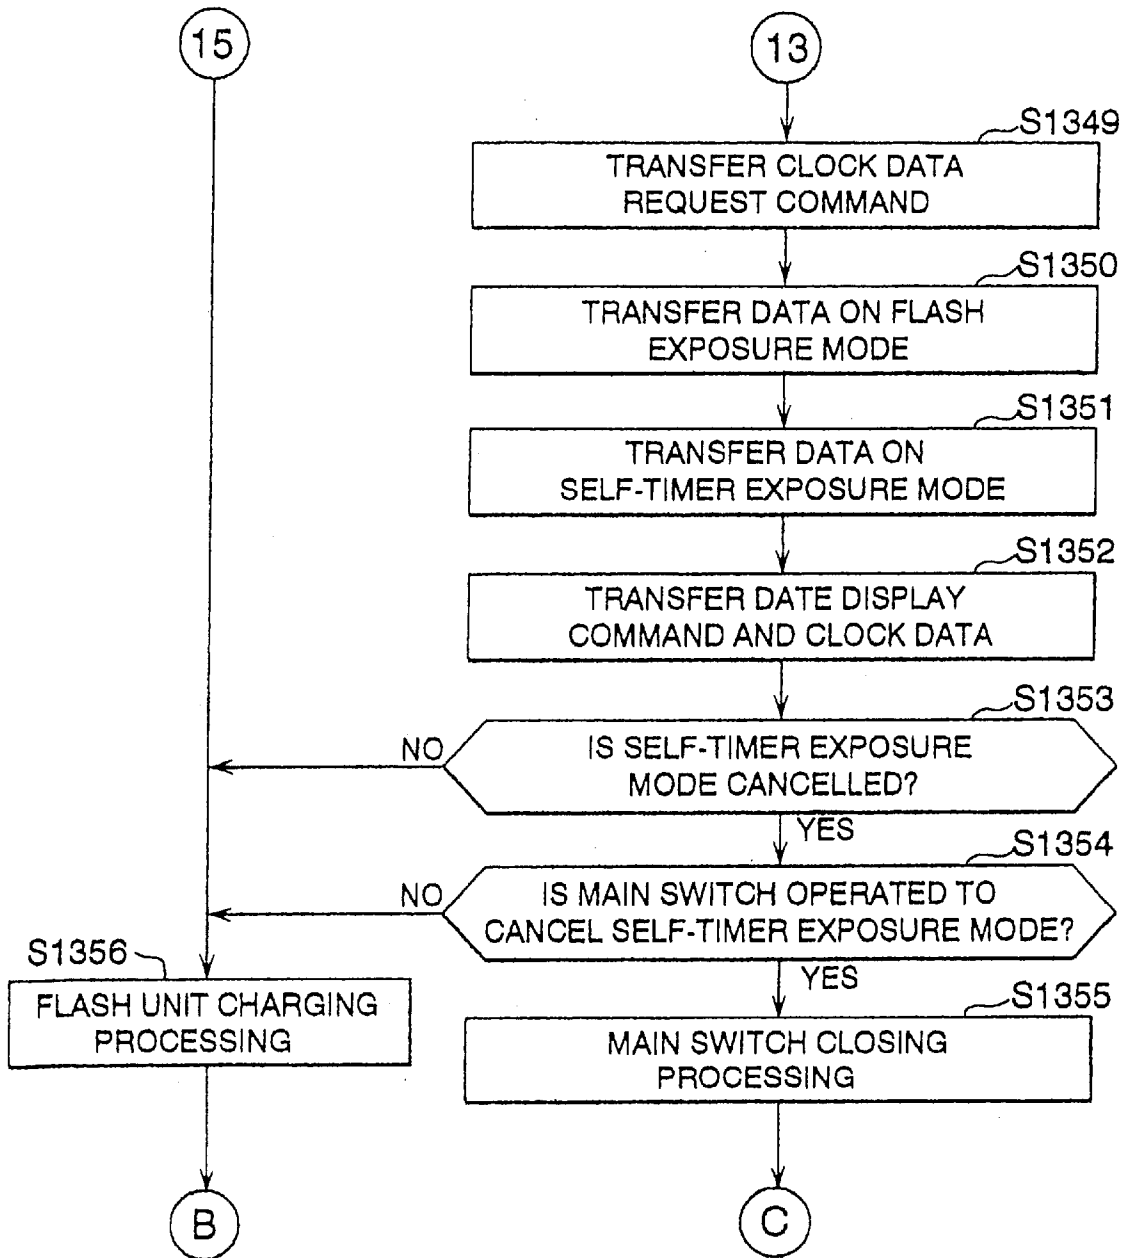 15
13
S1349
TRANSFER CLOCK DATA
REQUEST COMMAND
S1350
TRANSFER DATA ON FLASH
EXPOSURE MODE
S1351
TRANSFER DATA ON
SELF-TIMER EXPOSURE MODE
S1352
TRANSFER DATE DISPLAY
COMMAND AND CLOCK DATA
S1353
NO
IS SELF-TIMER EXPOSURE
MODE CANCELLED?
YES
S1354
NO
IS MAIN SWITCH OPERATED TO
CANCEL SELF-TIMER EXPOSURE MODE?
YES
S1356
FLASH UNIT CHARGING
PROCESSING
S1355
MAIN SWITCH CLOSING
PROCESSING
B
C